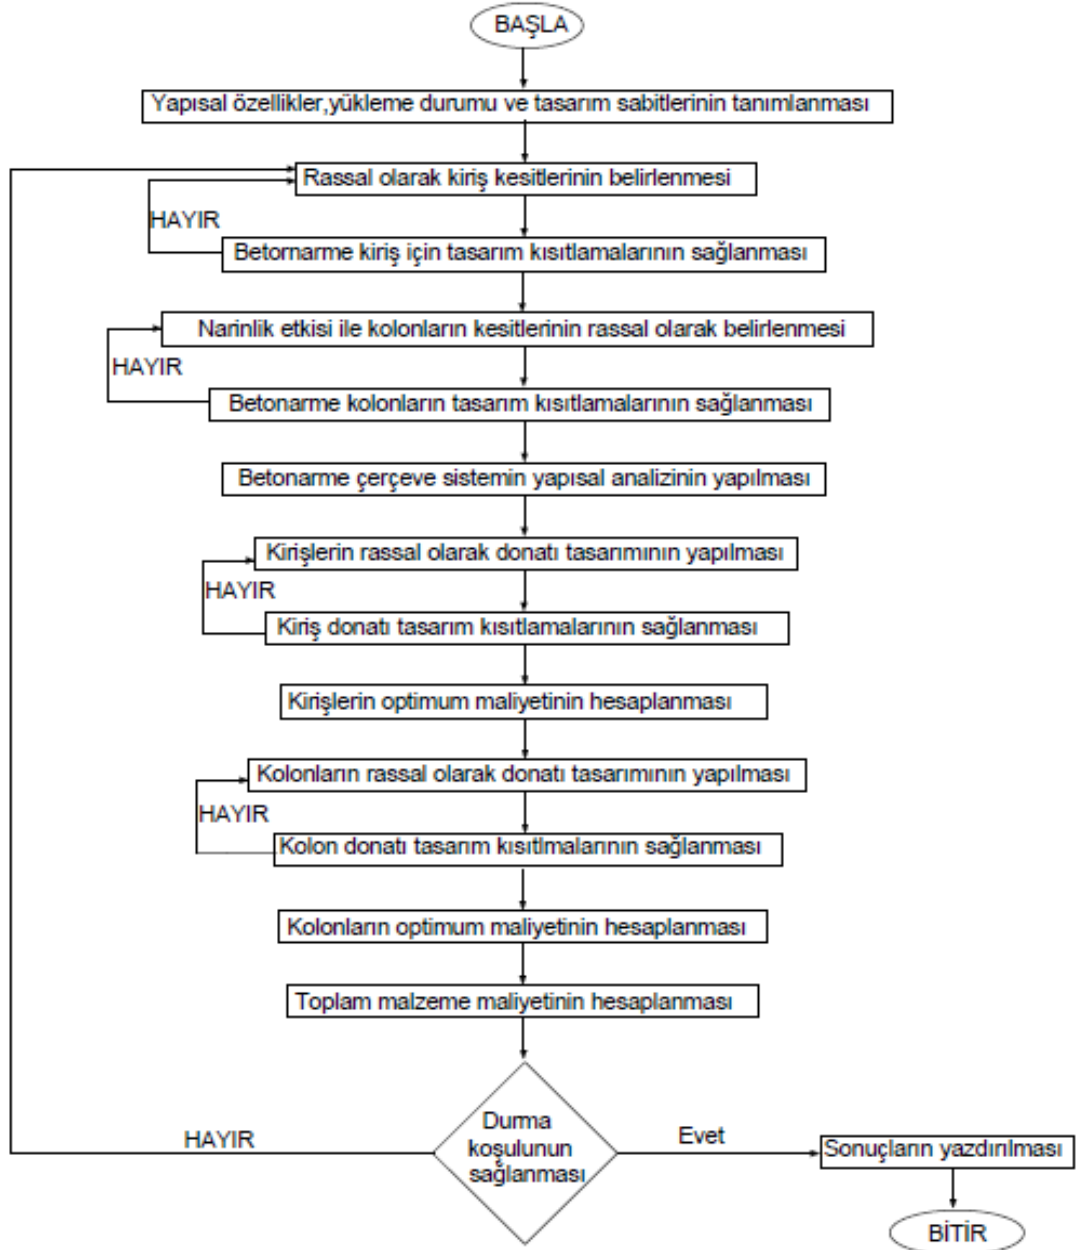 BAŞLA
Yapısal özellikler,yükleme durumu ve tasarım sabitlerinin tanımlanması
Rassal olarak kiriş kesitlerinin belirlenmesi
HAYIR
Betornarme kiriş için tasarım kısıtlamalarının sağlanması
Narinlik etkisi ile kolonların kesitlerinin rassal olarak belirlenmesi
HAYIR
Betonarme kolonların tasarım kısıtlamalarının sağlanması
Betonarme çerçeve sistemin yapısal analizinin yapılması
Kirişlerin rassal olarak donatı tasarımının yapılması
HAYIR
Kiriş donatı tasarım kısıtlamalarının sağlanması
Kirişlerin optimum maliyetinin hesaplanması
Kolonların rassal olarak donatı tasarımının yapılması
HAYIR
Kolon donatı tasarım kısıtlmalarının sağlanması
Kolonların optimum maliyetinin hesaplanması
Toplam malzeme maliyetinin hesaplanması
Durma
koşulunun
sağlanması
HAYIR
Evet
Sonuçların yazdırılması
BİTİR